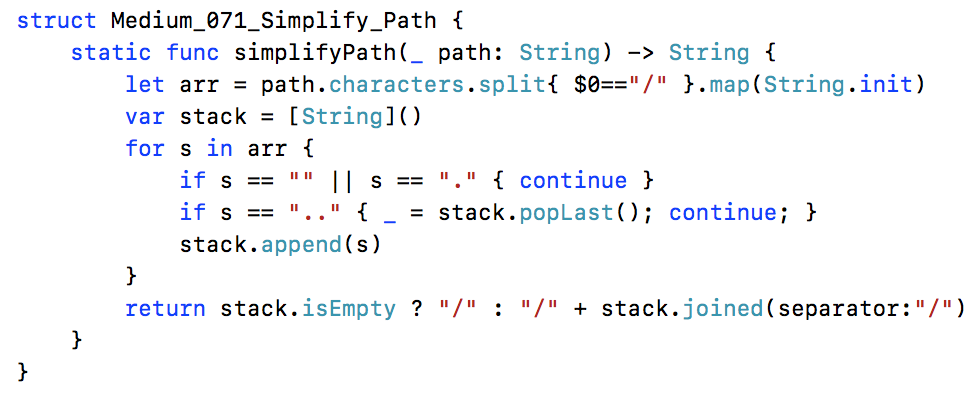 struct Medium_071_Simplify_Path {
    static func simplifyPath(_ path: String) -> String {
        let arr = path.characters.split{ $0=="/" }.map(String.init)
        var stack = [String]()
        for s in arr {
            if s == "" || s == "." { continue }
            if s == ".." { _ = stack.popLast(); continue; }
            stack.append(s)
        }
        return stack.isEmpty ? "/" : "/" + stack.joined(separator:"/")
    }
}